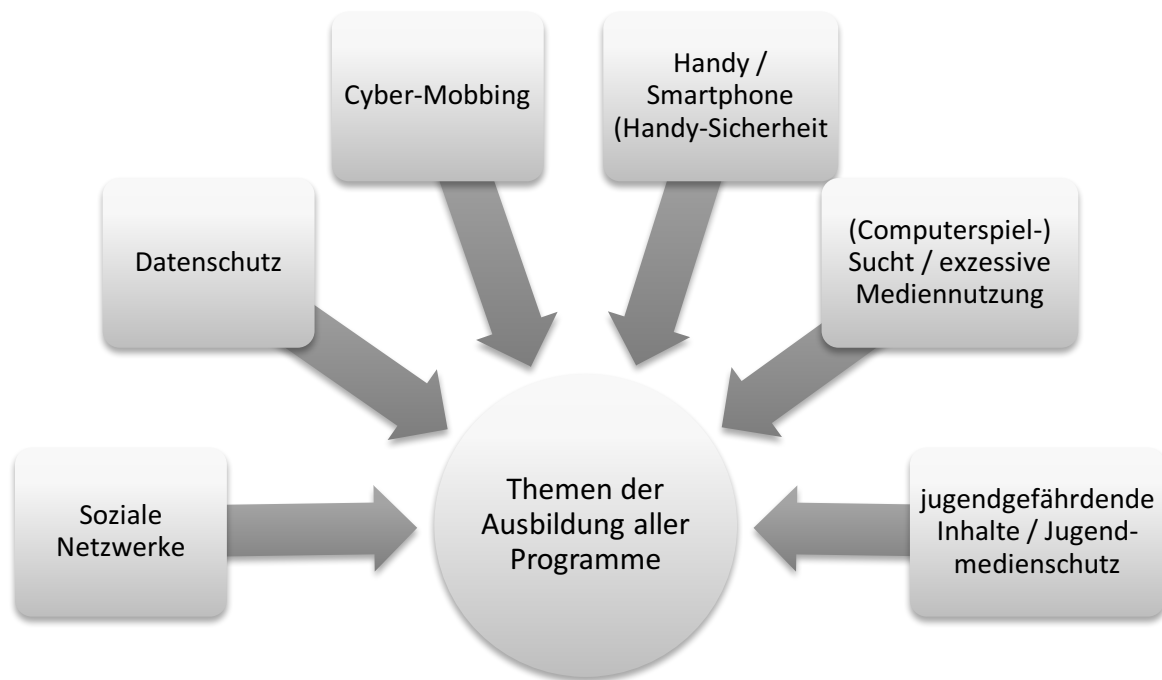 Soziale
Netzwerke
Datenschutz
Cyber-Mobbing
Handy /
Smartphone
(Handy-Sicherheit
(Computerspiel-)
Sucht / exzessive
Mediennutzung
jugendgefährdende
Inhalte / Jugend-
medienschutz
Themen der
Ausbildung aller
Programme